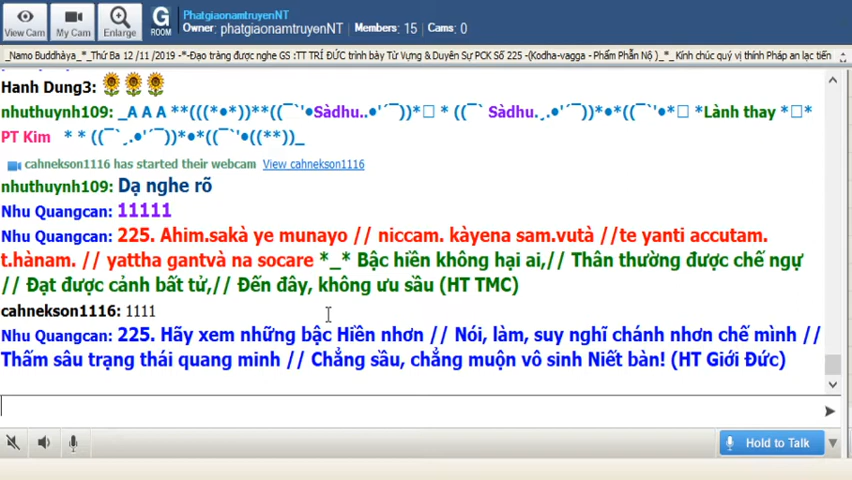 View Cam
My Cam
Enlarge
G
ROOM
PhatgiaonamtruyenNT
Owner: phatgiaonamtruyenNT Members: 15 Cams: 0
_Namo Buddhàya_*_Thứ Ba 12 /11 /2019 -*-Đạo tràng được nghe GS :TT TRÍ ĐỨC trình bày Từ Vựng & Duyên Sự PCK Số 225 -(Kodha-vagga - Phẩm Phẫn Nộ )_*_Kính chúc quý vị thính Pháp an lạc tiến
Hanh Dung3: 🌻🌻🌻
nhuthuynh109: _A A A **(((*•*))**((¯`'•Sàdhu..•'´¯))*□ * ((¯` Sàdhu.¸.•'´¯))*•*((¯`'•*□ *Lành thay *□*
PT Kim * * ((¯`¸.•'´¯))*•*((¯`'•((**))_
cahnekson1116 has started their webcam View cahnekson1116
nhuthuynh109: Dạ nghe rõ
Nhu Quangcan: 11111
Nhu Quangcan: 225. Ahim.sakà ye munayo // niccam. kàyena sam.vutà //te yanti accutam.
t.hànam. // yattha gantvà na socare *_* Bậc hiền không hại ai,// Thân thường được chế ngự
// Đạt được cảnh bất tử,// Đến đây, không ưu sầu (HT TMC)
cahnekson1116: 1111
Nhu Quangcan: 225. Hãy xem những bậc Hiền nhơn // Nói, làm, suy nghĩ chánh nhơn chế mình //
Thấm sâu trạng thái quang minh // Chẳng sầu, chẳng muộn vô sinh Niết bàn! (HT Giới Đức)
Hold to Talk